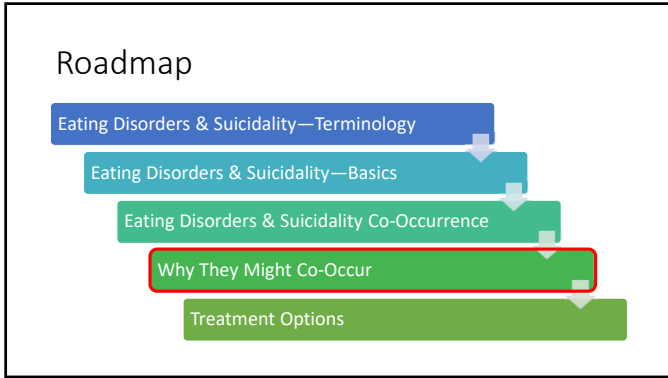 Roadmap
Eating Disorders & Suicidality—Terminology
Eating Disorders & Suicidality—Basics
Eating Disorders & Suicidality Co-Occurrence
Why They Might Co-Occur
Treatment Options